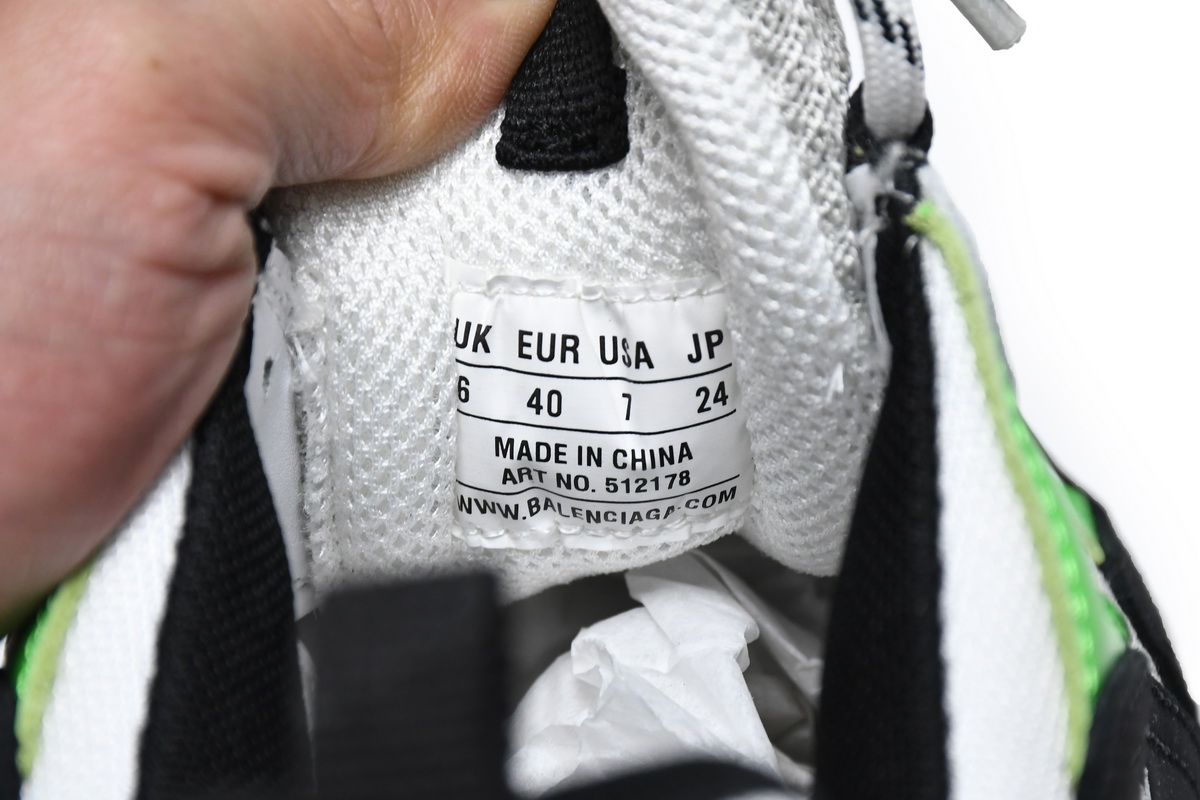 UK EUR USA JP
6 40 7 24
MADE IN CHINA
ART NO. 512178
WWW.BALENCIAGA.COM